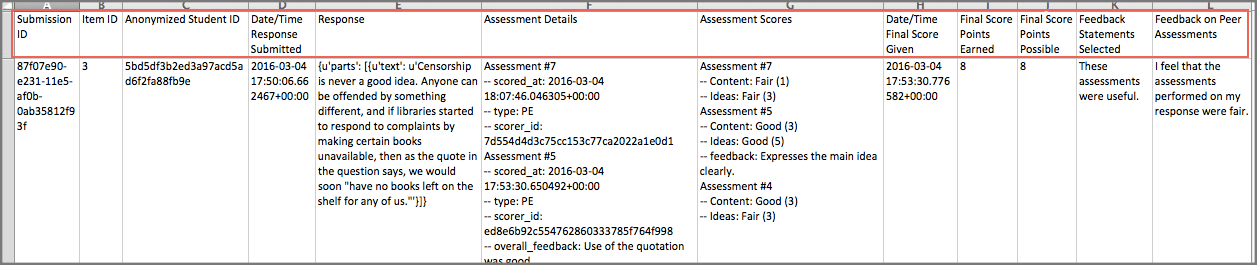 A B C D E F G H K L
Submission
ID
Item ID
Anonymized Student ID
Date/Time
Response
Submitted
Response
Assessment Details
Assessment Scores
Date/Time
Final Score
Given
Final Score
Points
Earned
Final Score
Points
Possible
Feedback
Statements
Selected
Feedback on Peer
Assessments
87f07e90-
e231-11e5-
af0b-
0ab35812f9
3f
3
5bd5df3b2ed3a97acd5a
d6f2fa88fb9e
2016-03-04
17:50:06.66
2467+00:00
{u'parts': [{u'text': u'Censorship
is never a good idea. Anyone can
be offended by something
different, and if libraries started
to respond to complaints by
making certain books
unavailable, then as the quote in
the question says, we would
soon "have no books left on the
shelf for any of us."'}]}
Assessment #7
-- scored_at: 2016-03-04
18:07:46.046305+00:00
-- type: PE
-- scorer_id:
7d554d4d3c75cc153c77ca2022a1e0d1
Assessment #5
-- scored_at: 2016-03-04
17:53:30.650492+00:00
-- type: PE
-- scorer_id:
ed8e6b92c554762860333785f764f998
-- overall_feedback: Use of the quotation
was good
Assessment #7
-- Content: Fair (1)
-- Ideas: Fair (3)
Assessment #5
-- Content: Good (3)
-- Ideas: Good (5)
-- feedback: Expresses the main idea
clearly.
Assessment #4
-- Content: Good (3)
-- Ideas: Fair (3)
2016-03-04
17:53:30.776
582+00:00
8
8
These
assessments
were useful.
I feel that the
assessments
performed on my
response were fair.